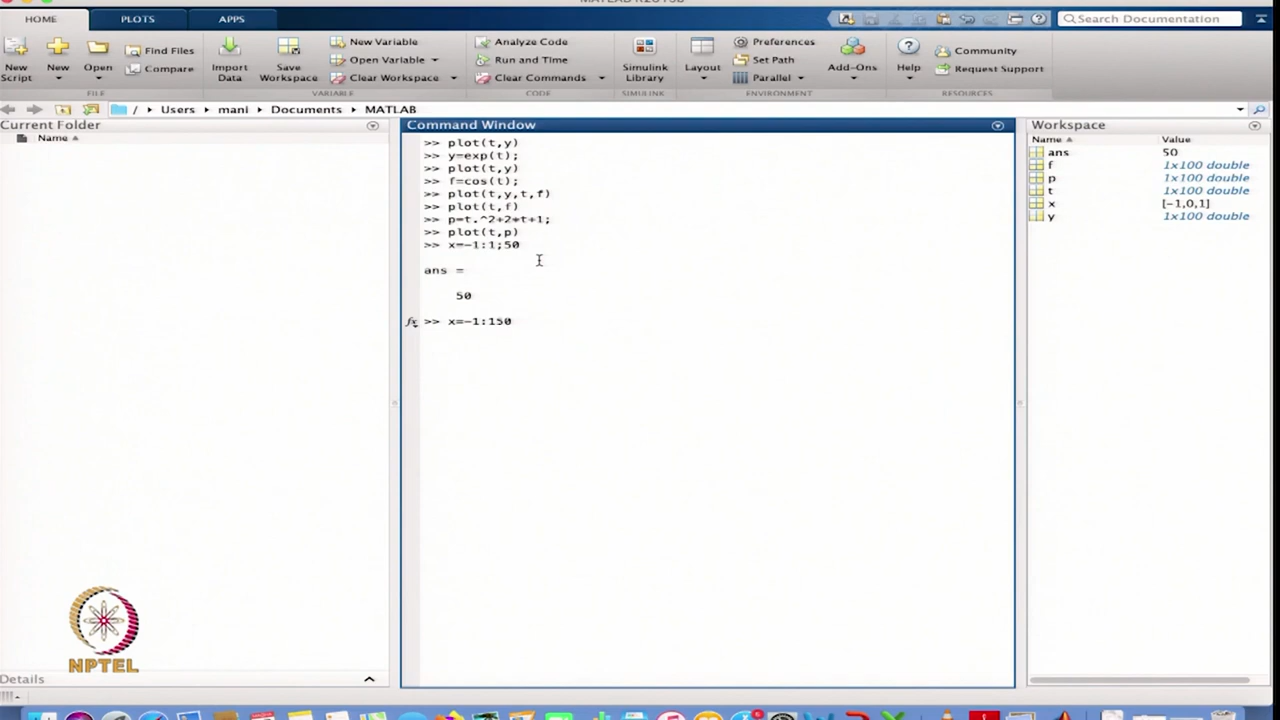 HOME PLOTS APPS Search Documentation
New Script
New
Open
Find Files
Compare
FILE
Import Data
Save Workspace
New Variable
Open Variable
Clear Workspace
VARIABLE
Analyze Code
Run and Time
Clear Commands
CODE
Simulink Library
SIMULINK
Layout
Preferences
Set Path
Parallel
ENVIRONMENT
Add-Ons
Help
Community
Request Support
RESOURCES
/ Users mani Documents MATLAB
Current Folder
Name
Command Window
>> plot(t,y)
>> y=exp(t);
>> plot(t,y)
>> f=cos(t);
>> plot(t,y,t,f)
>> plot(t,f)
>> p=t.^2+2*t+1;
>> plot(t,p)
>> x=-1:1;50
ans =
50
fx >> x=-1:150
Workspace
Name Value
ans 50
f 1x100 double
p 1x100 double
t 1x100 double
x [-1,0,1]
y 1x100 double
NPTEL
Details